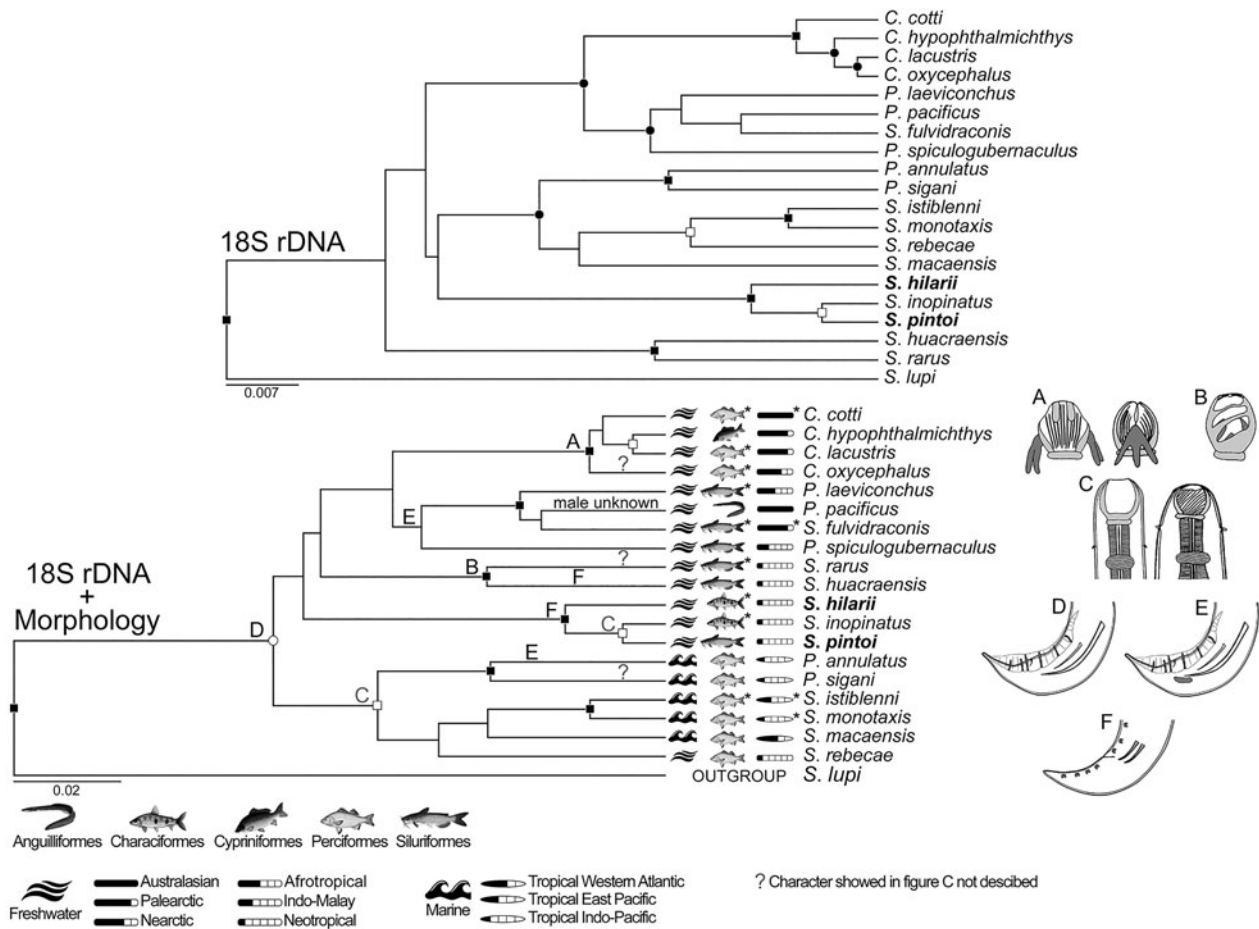 C. cotti
C. hypophthalmichthys
C. lacustris
C. oxycephalus
P. laeviconchus
P. pacificus
S. fulvidraconis
P. spiculogubernaculus
P. annulatus
P. sigani
S. istiblenni
S. monotaxis
18S rDNA
S. rebecae
S. macaensis
S. hilarii
S. inopinatus
S. pintoi
S. huacraensis
S. rarus
S. lupi
0.007
* * C. cotti
A C. hypophthalmichthys
* C. lacustris
? * C. oxycephalus
* P. laeviconchus
male unknown P. pacificus
E * * S. fulvidraconis
? P. spiculogubernaculus
B * S. rarus
F S. huacraensis
18S rDNA
+
Morphology
F * S. hilarii
C * S. inopinatus
S. pintoi
D
E P. annulatus
? P. sigani
C * * S. istiblenni
* S. monotaxis
S. macaensis
S. rebecae
OUTGROUP S. lupi
0.02
A B
C
D E
F
Anguilliformes Characiformes Cypriniformes Perciformes Siluriformes
Freshwater
Australasian Afrotropical
Palearctic Indo-Malay
Nearctic Neotropical
Marine
Tropical Western Atlantic
Tropical East Pacific
Tropical Indo-Pacific
? Character showed in figure C not descibed